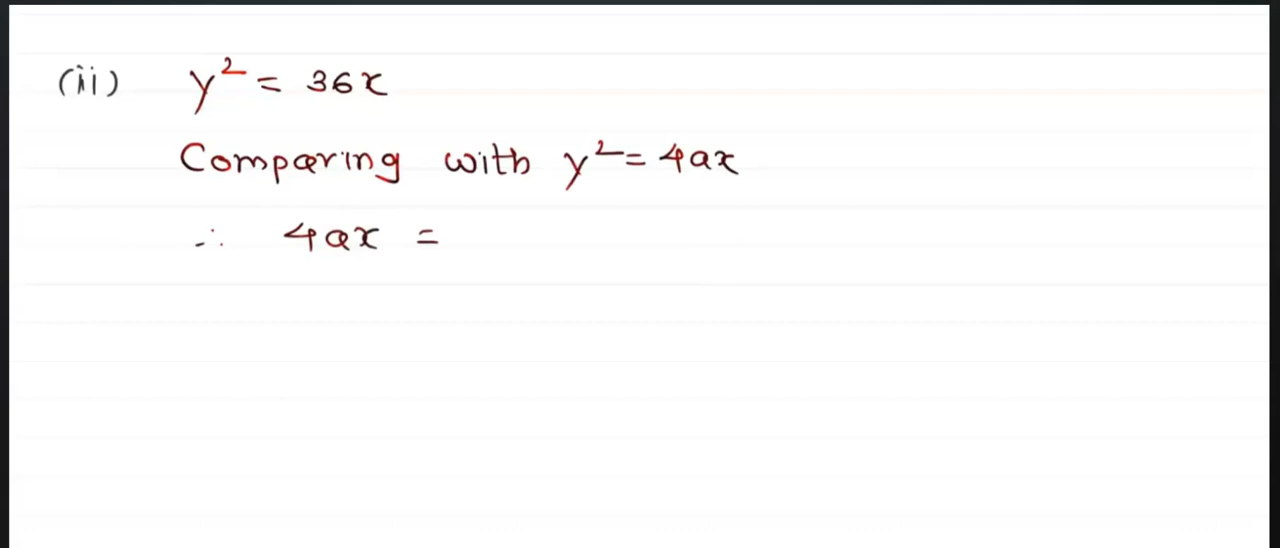 (ii) y² = 36x
Comparing with y² = 4ax
∴ 4ax =